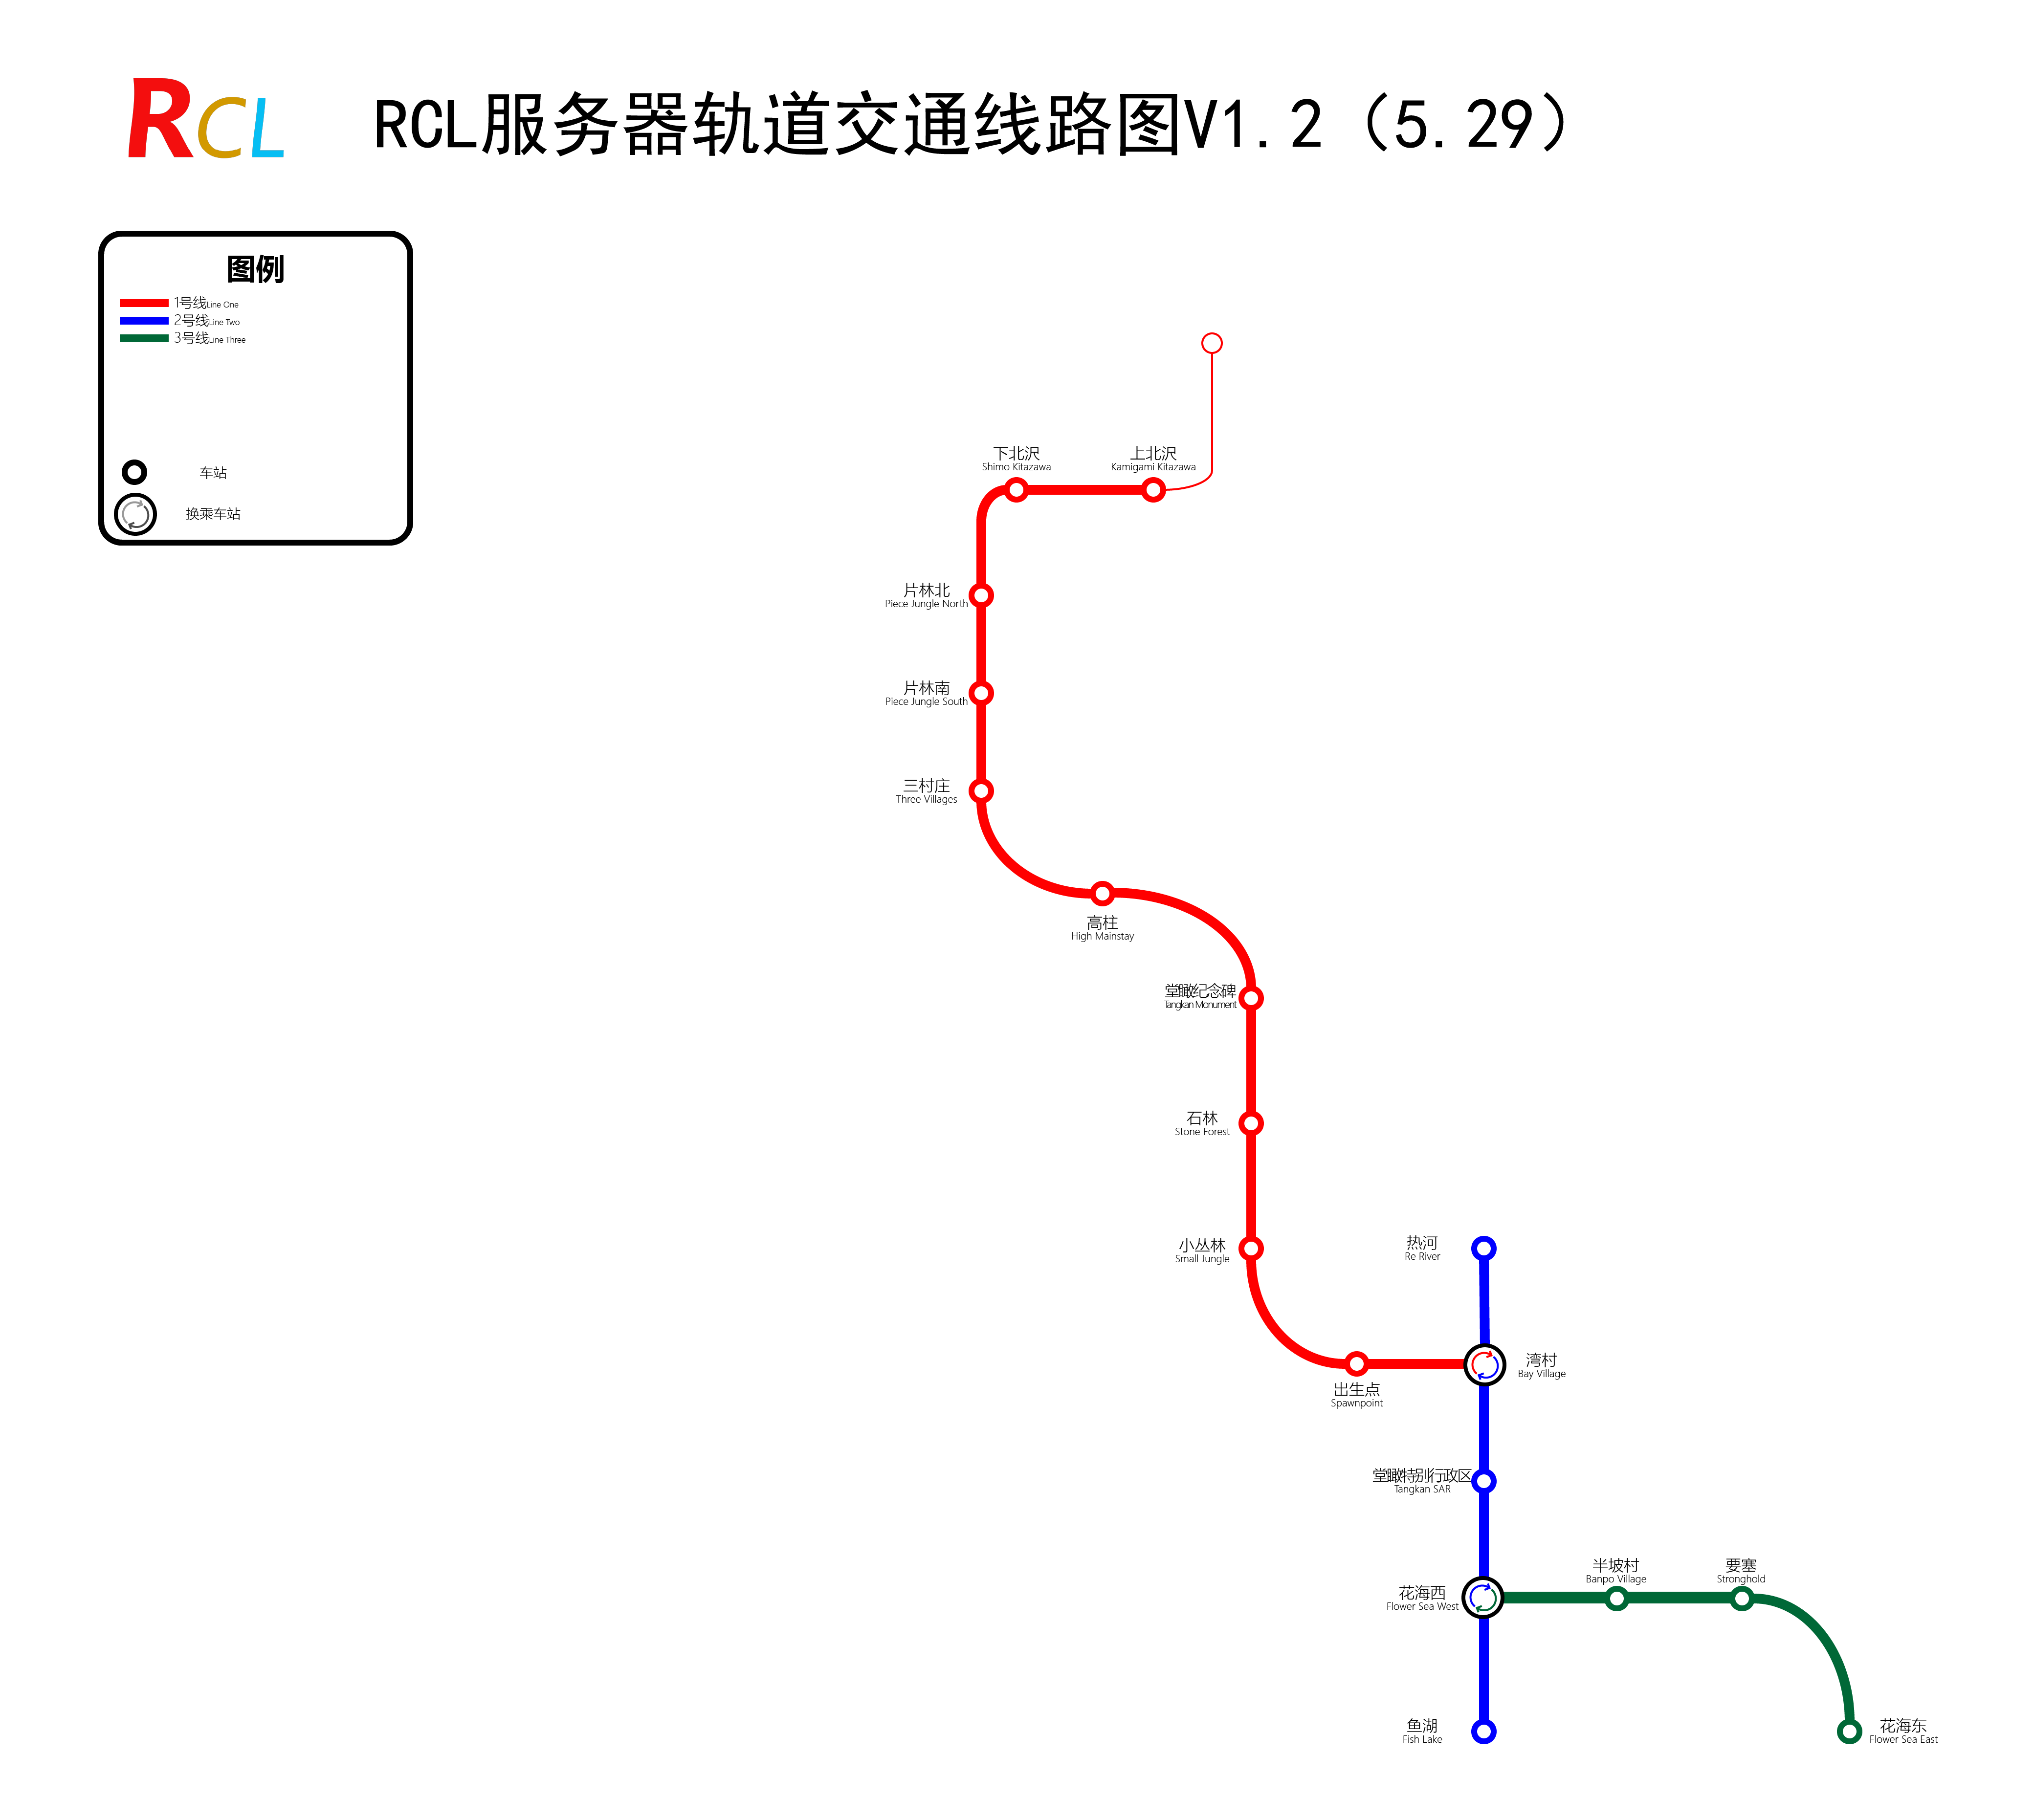 RCL
RCL服务器轨道交通线路图V1.2（5.29）
图例
1号线Line One
2号线Line Two
3号线Line Three
车站
换乘车站
下北沢
Shimo Kitazawa
上北沢
Kamigami Kitazawa
片林北
Piece Jungle North
片林南
Piece Jungle South
三村庄
Three Villages
高柱
High Mainstay
堂瞰纪念碑
Tangkan Monument
石林
Stone Forest
小丛林
Small Jungle
热河
Re River
湾村
Bay Village
出生点
Spawnpoint
堂瞰特别行政区
Tangkan SAR
半坡村
Banpo Village
要塞
Stronghold
花海西
Flower Sea West
鱼湖
Fish Lake
花海东
Flower Sea East